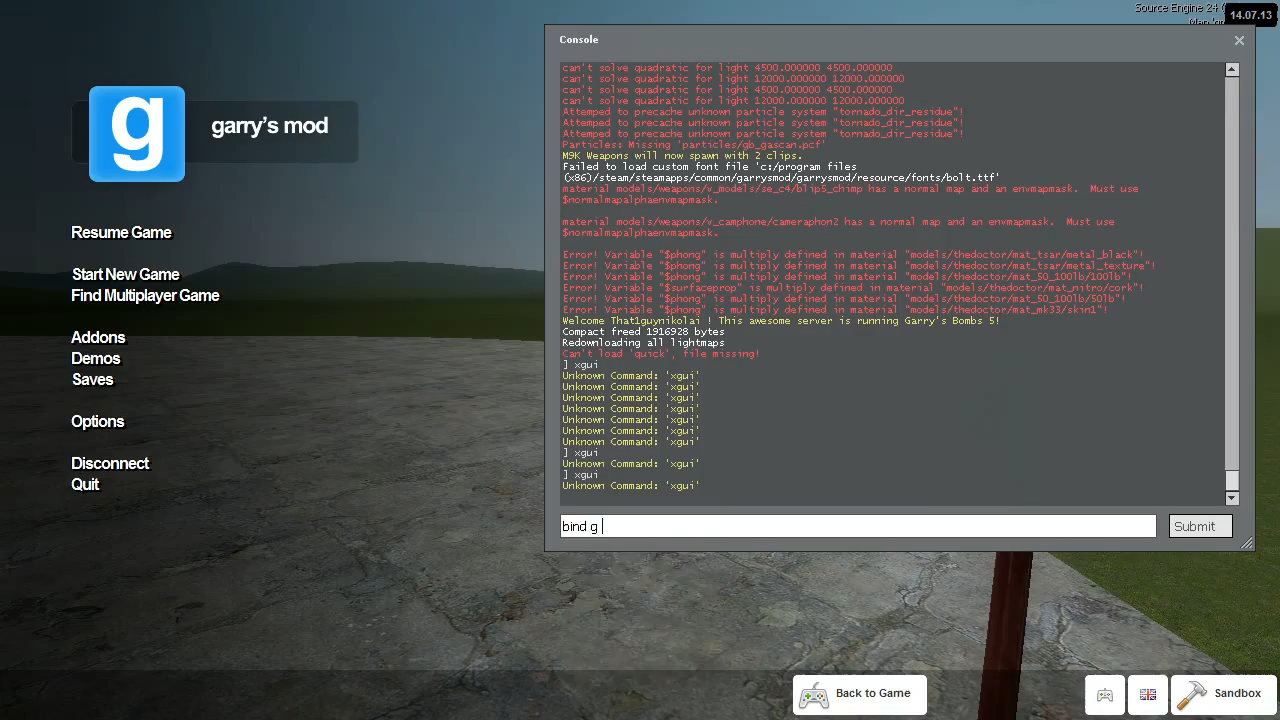 Source Engine 24 (
14.07.13
Console
can't solve quadratic for light 4500.000000 4500.000000
can't solve quadratic for light 12000.000000 12000.000000
can't solve quadratic for light 4500.000000 4500.000000
can't solve quadratic for light 12000.000000 12000.000000
Attemped to precache unknown particle system "tornado_dir_residue"!
Attemped to precache unknown particle system "tornado_dir_residue"!
Attemped to precache unknown particle system "tornado_dir_residue"!
Particles: Missing 'particles/gb_gascan.pcf'
M9K Weapons will now spawn with 2 clips.
Failed to load custom font file 'c:/program files
(x86)/steam/steamapps/common/garrysmod/garrysmod/resource/fonts/bolt.ttf'
material models/weapons/v_models/se_c4/blip5_chimp has a normal map and an envmapmask.  Must use
$normalmapalphaenvmapmask.
material models/weapons/v_camphone/cameraphon2 has a normal map and an envmapmask.  Must use
$normalmapalphaenvmapmask.
Error! Variable "$phong" is multiply defined in material "models/thedoctor/mat_tsar/metal_black"!
Error! Variable "$phong" is multiply defined in material "models/thedoctor/mat_tsar/metal_texture"!
Error! Variable "$phong" is multiply defined in material "models/thedoctor/mat_50_100lb/100lb"!
Error! Variable "$surfaceprop" is multiply defined in material "models/thedoctor/mat_nitro/cork"!
Error! Variable "$phong" is multiply defined in material "models/thedoctor/mat_50_100lb/50lb"!
Error! Variable "$phong" is multiply defined in material "models/thedoctor/mat_mk33/skin1"!
Welcome That1guynikolai ! This awesome server is running Garry's Bombs 5!
Compact freed 1916928 bytes
Redownloading all lightmaps
Can't load 'quick', file missing!
] xgui
Unknown Command: 'xgui'
Unknown Command: 'xgui'
Unknown Command: 'xgui'
Unknown Command: 'xgui'
Unknown Command: 'xgui'
Unknown Command: 'xgui'
Unknown Command: 'xgui'
] xgui
Unknown Command: 'xgui'
] xgui
Unknown Command: 'xgui'
bind g
Submit
g
garry's mod
Resume Game
Start New Game
Find Multiplayer Game
Addons
Demos
Saves
Options
Disconnect
Quit
Back to Game
Sandbox